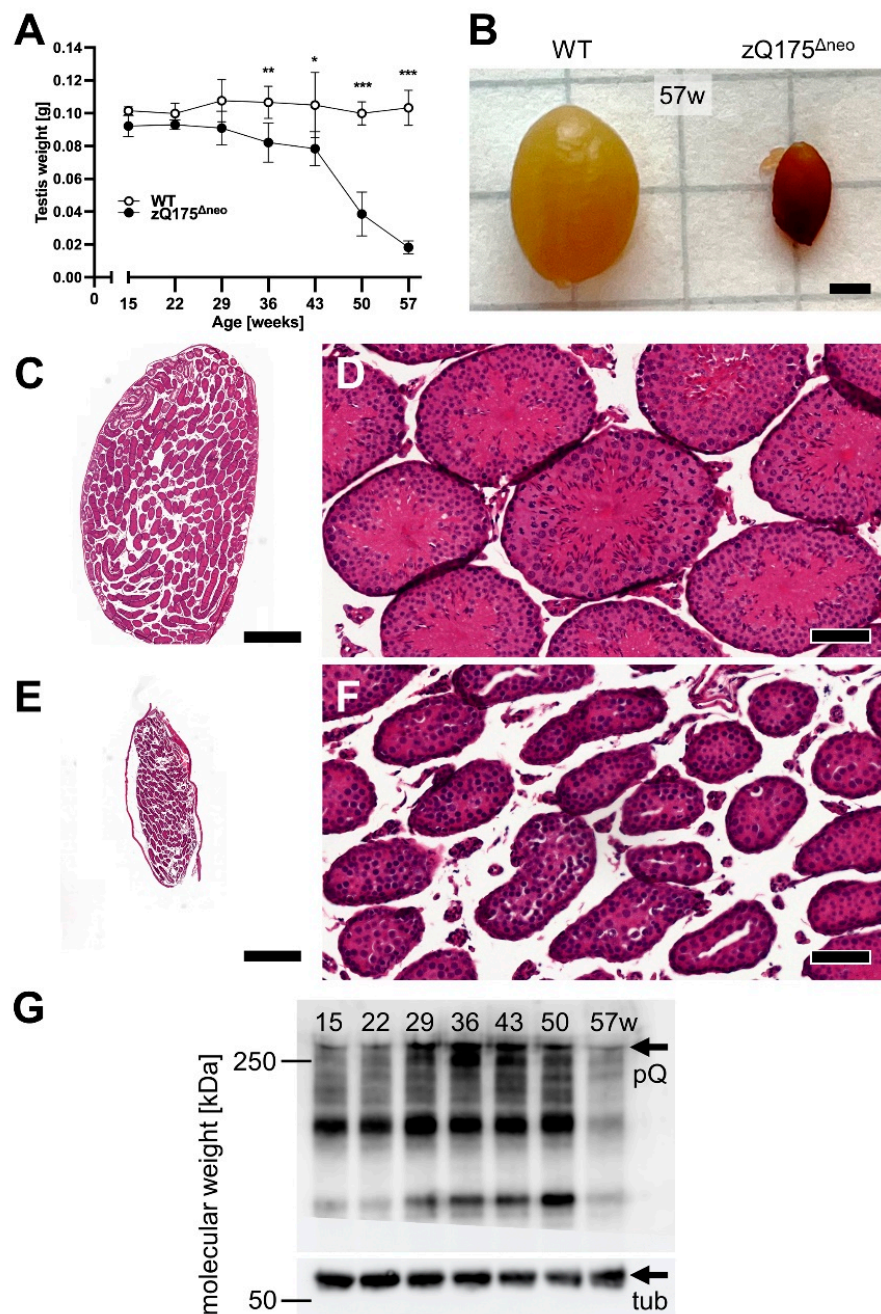 A
Testis weight [g]
0.14
0.12
0.10
0.08
0.06
0.04
0.02
0.00
** * *** ***
WT
zQ175Δneo
0 15 22 29 36 43 50 57
Age [weeks]
B
WT zQ175Δneo
57w
C
D
E
F
G
molecular weight [kDa]
15 22 29 36 43 50 57w
250
pQ
50
tub